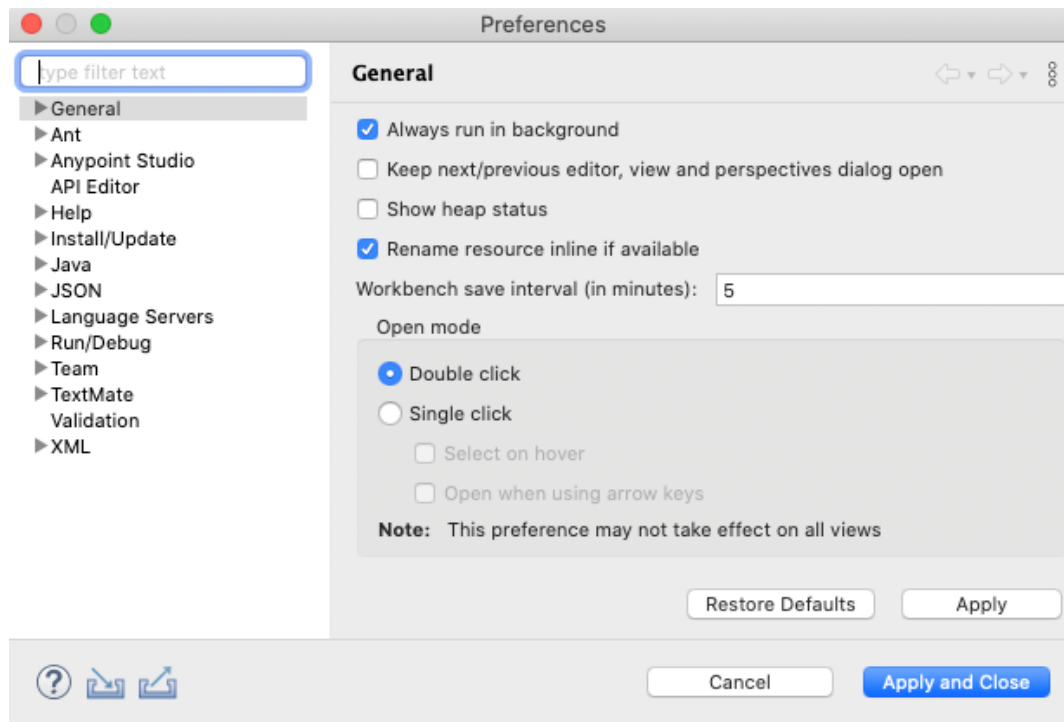 Preferences
type filter text
General
Ant
Anypoint Studio
API Editor
Help
Install/Update
Java
JSON
Language Servers
Run/Debug
Team
TextMate
Validation
XML
General
Always run in background
Keep next/previous editor, view and perspectives dialog open
Show heap status
Rename resource inline if available
Workbench save interval (in minutes): 5
Open mode
Double click
Single click
Select on hover
Open when using arrow keys
Note: This preference may not take effect on all views
Restore Defaults Apply
? Cancel Apply and Close